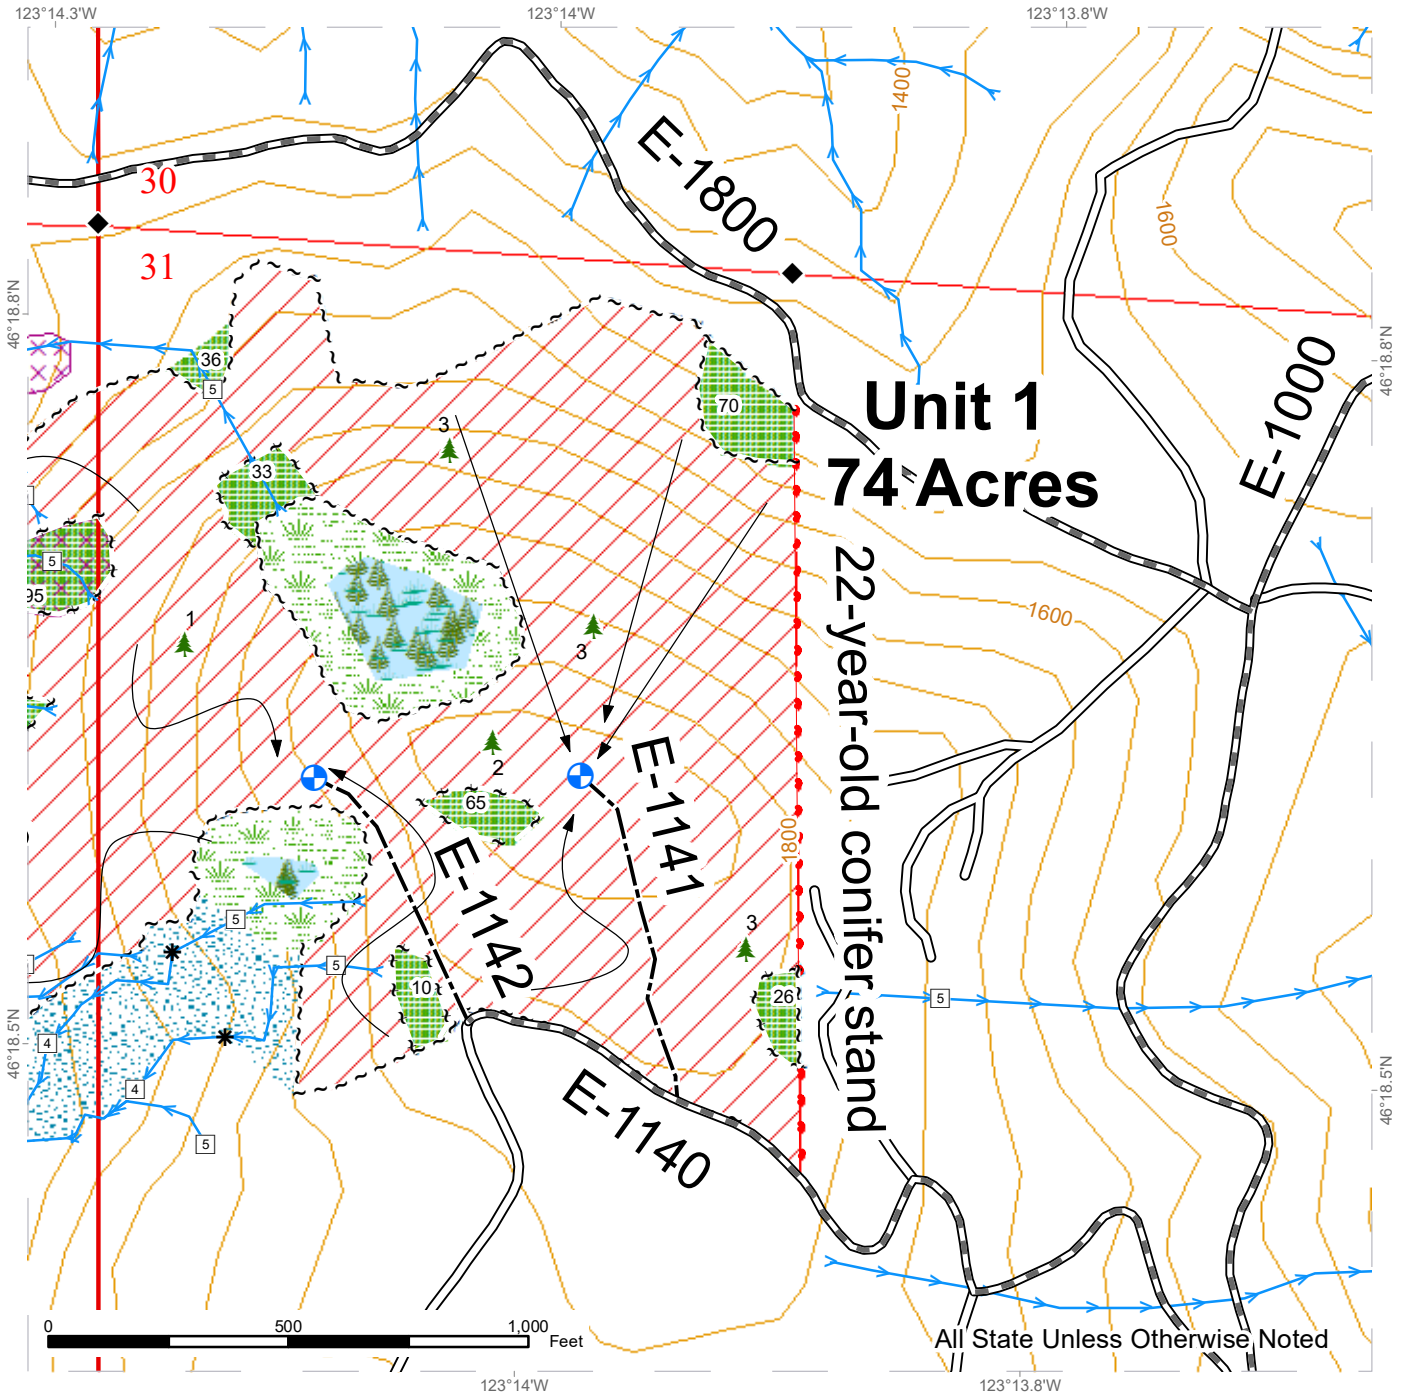 123°14.3'W
123°14'W
123°13.8'W
1400
E-1800
30
1600
31
46°18.8'N
46°18.8'N
E-1000
36
5
70
Unit 1
3
33
74 Acres
5
95
1600
22-year-old conifer stand
1
3
2
E-1141
65
1800
E-1142
5
3
5
10
26
5
46°18.5'N
4
46°18.5'N
4
E-1140
5
0
500
1,000
Feet
All State Unless Otherwise Noted
123°14'W
123°13.8'W